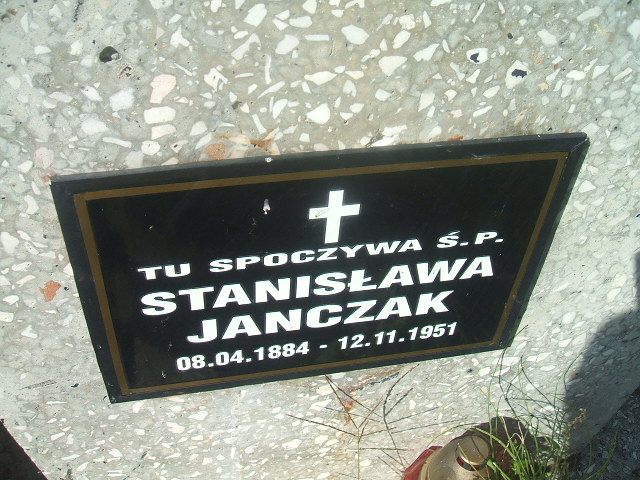 TU SPOCZYWA Ś.P.
STANISŁAWA
JANCZAK
08.04.1884 - 12.11.1951